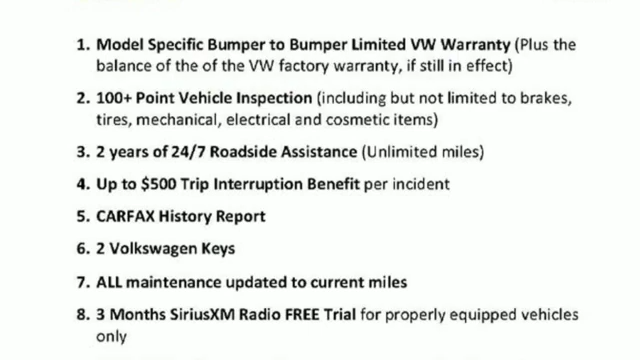 1. Model Specific Bumper to Bumper Limited VW Warranty (Plus the
balance of the of the VW factory warranty, if still in effect)
2. 100+ Point Vehicle Inspection (including but not limited to brakes,
tires, mechanical, electrical and cosmetic items)
3. 2 years of 24/7 Roadside Assistance (Unlimited miles)
4. Up to $500 Trip Interruption Benefit per incident
5. CARFAX History Report
6. 2 Volkswagen Keys
7. ALL maintenance updated to current miles
8. 3 Months SiriusXM Radio FREE Trial for properly equipped vehicles
only